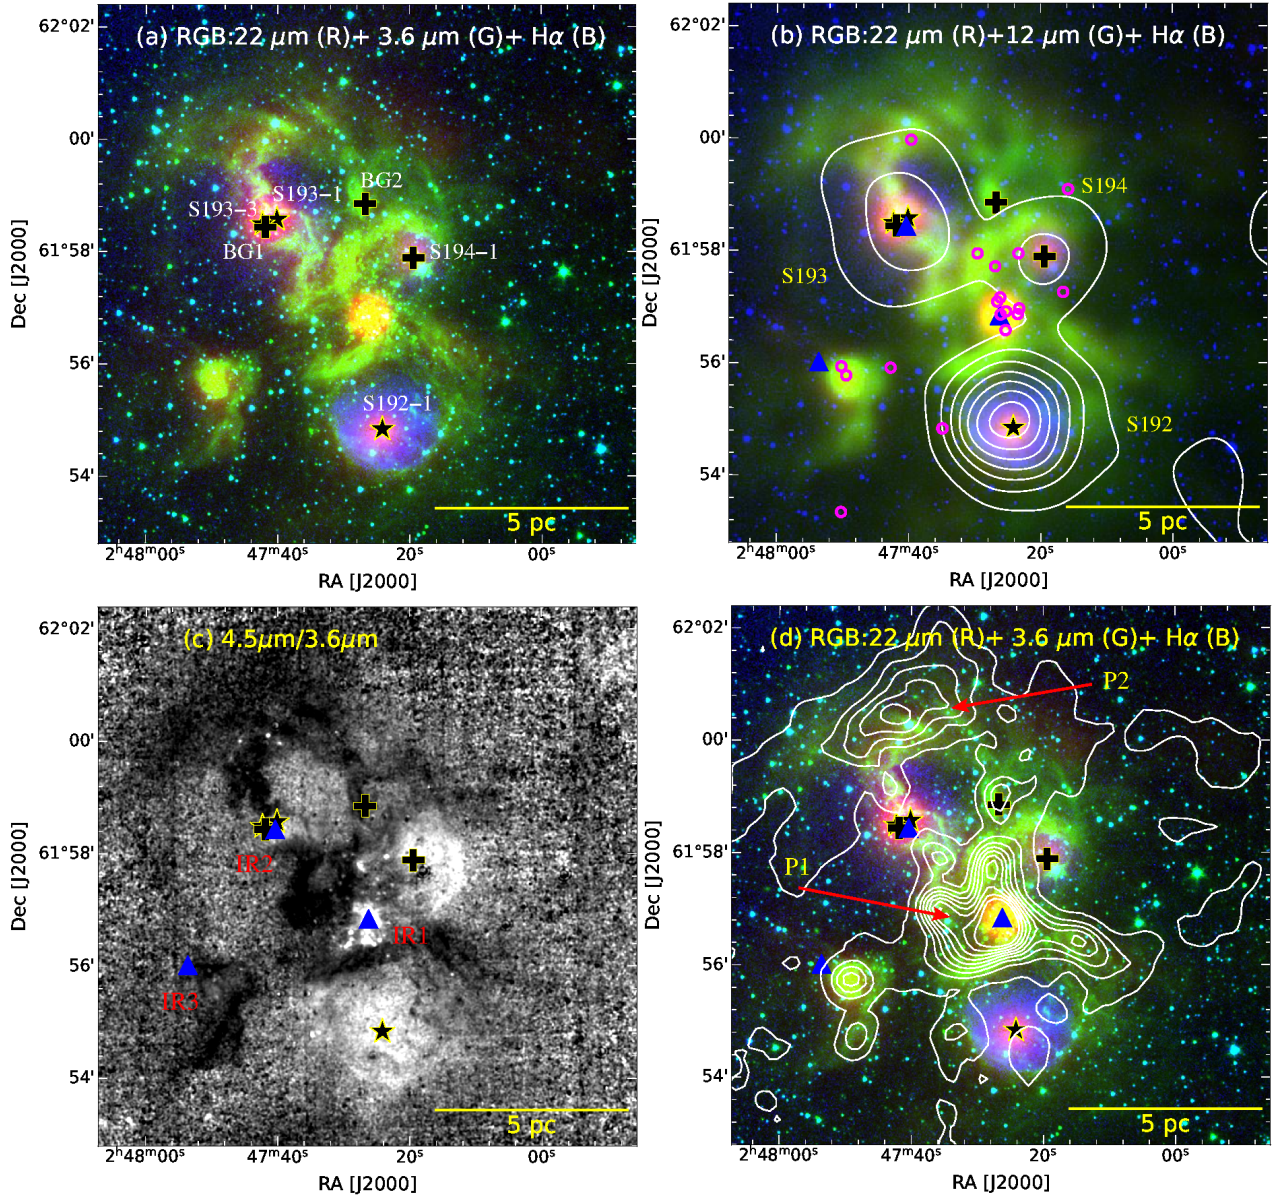 (a) RGB:22 μm (R)+ 3.6 μm (G)+ Hα (B)
62°02'
00'
61°58'
56'
54'
Dec [J2000]
S193−3
S193−1
BG2
BG1
S194−1
S192−1
5 pc
2ʰ48ᵐ00ˢ
47ᵐ40ˢ
20ˢ
00ˢ
RA [J2000]
(b) RGB:22 μm (R)+12 μm (G)+ Hα (B)
62°02'
00'
61°58'
56'
54'
Dec [J2000]
S194
S193
S192
5 pc
2ʰ48ᵐ00ˢ
47ᵐ40ˢ
20ˢ
00ˢ
RA [J2000]
(c) 4.5μm/3.6μm
62°02'
00'
61°58'
56'
54'
Dec [J2000]
IR2
IR1
IR3
5 pc
2ʰ48ᵐ00ˢ
47ᵐ40ˢ
20ˢ
00ˢ
RA [J2000]
(d) RGB:22 μm (R)+ 3.6 μm (G)+ Hα (B)
62°02'
00'
61°58'
56'
54'
Dec [J2000]
P2
P1
5 pc
2ʰ48ᵐ00ˢ
47ᵐ40ˢ
20ˢ
00ˢ
RA [J2000]